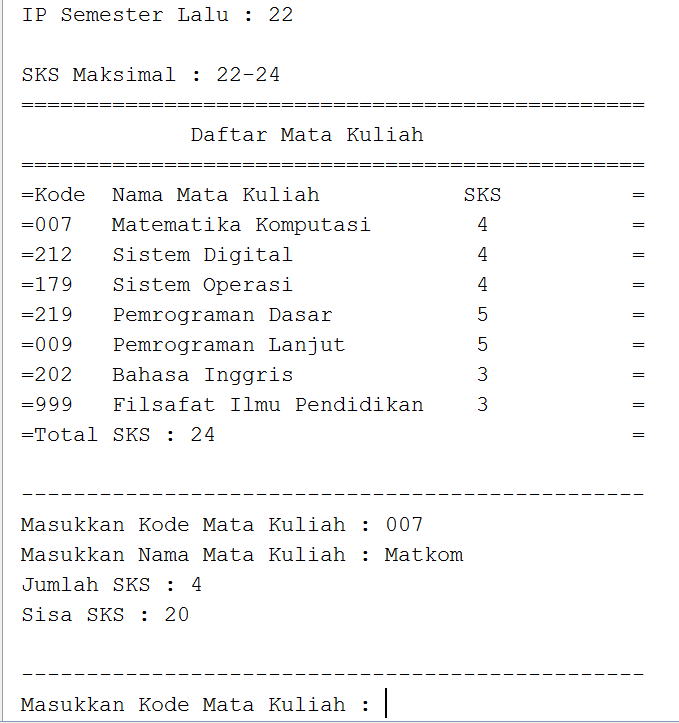 IP Semester Lalu : 22
SKS Maksimal : 22-24
================================================
Daftar Mata Kuliah
================================================
=Kode  Nama Mata Kuliah           SKS          =
=007   Matematika Komputasi        4           =
=212   Sistem Digital              4           =
=179   Sistem Operasi              4           =
=219   Pemrograman Dasar           5           =
=009   Pemrograman Lanjut          5           =
=202   Bahasa Inggris              3           =
=999   Filsafat Ilmu Pendidikan    3           =
=Total SKS : 24                                =
------------------------------------------------
Masukkan Kode Mata Kuliah : 007
Masukkan Nama Mata Kuliah : Matkom
Jumlah SKS : 4
Sisa SKS : 20
------------------------------------------------
Masukkan Kode Mata Kuliah :